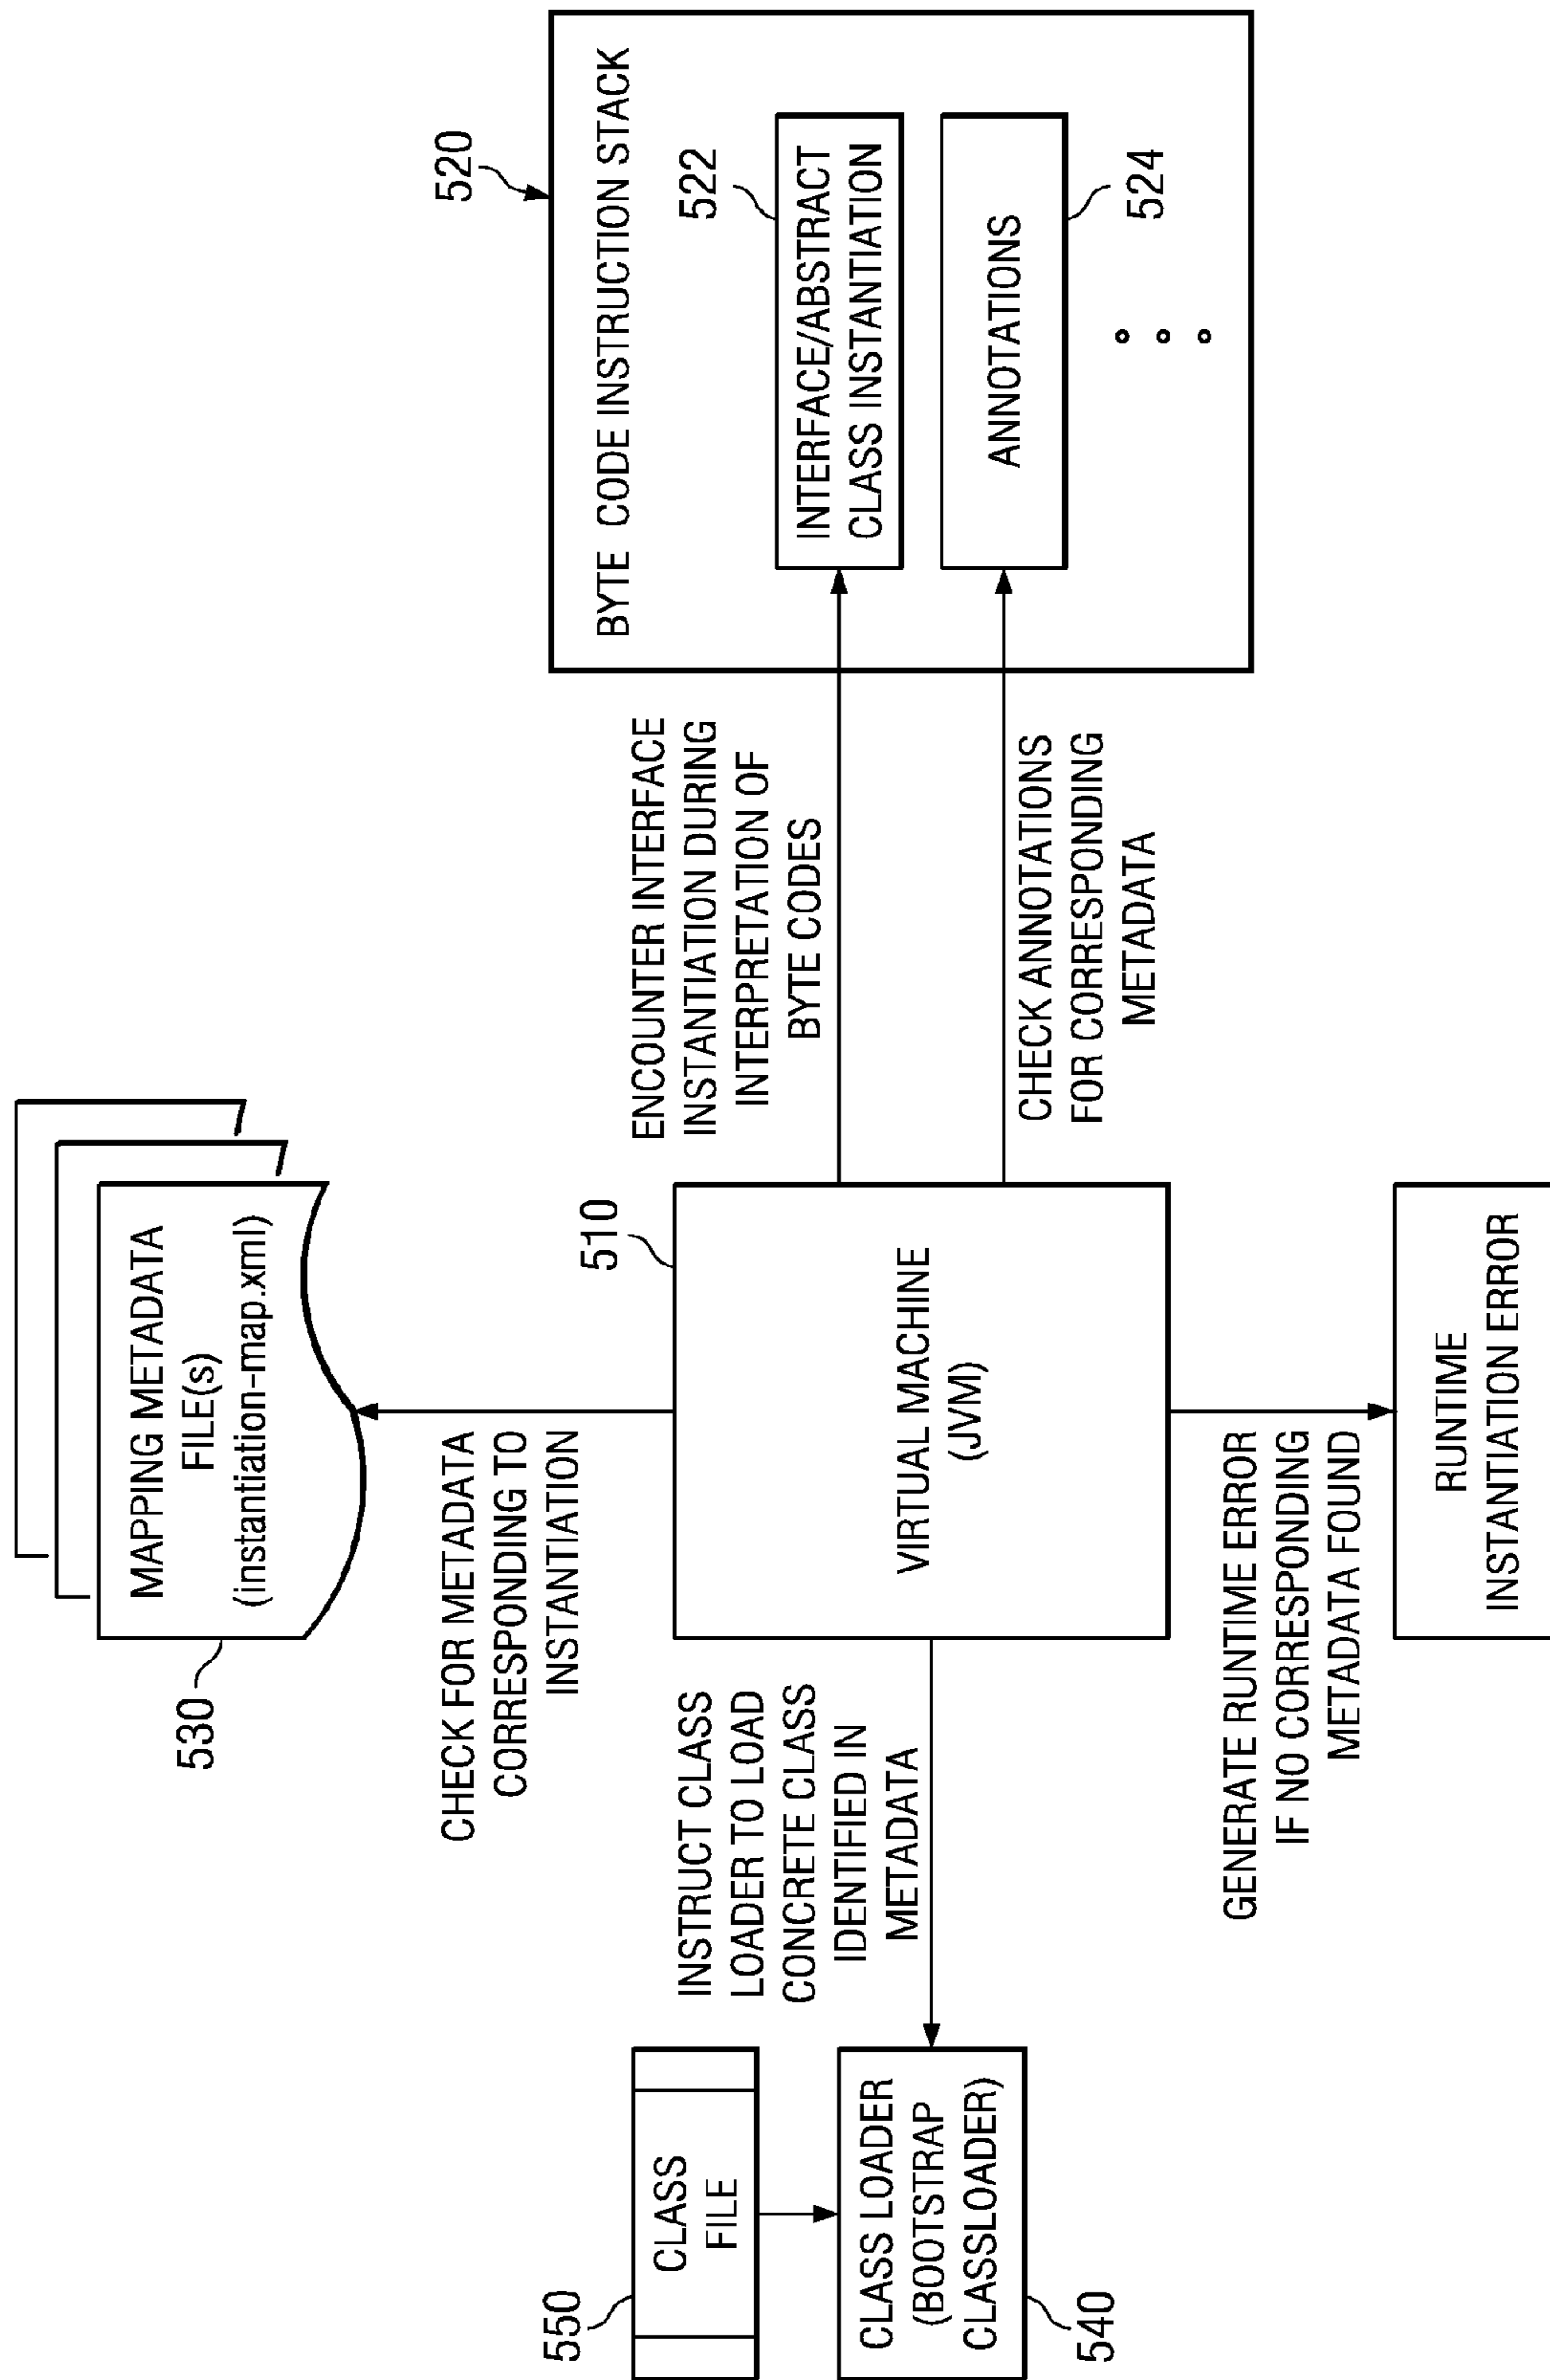 530
MAPPING METADATA
FILE(s)
(instantiation-map.xml)
CHECK FOR METADATA
CORRESPONDING TO
INSTANTIATION
550
CLASS
FILE
CLASS LOADER
(BOOTSTRAP
CLASSLOADER)
540
INSTRUCT CLASS
LOADER TO LOAD
CONCRETE CLASS
IDENTIFIED IN
METADATA
510
VIRTUAL MACHINE
(JVM)
ENCOUNTER INTERFACE
INSTANTIATION DURING
INTERPRETATION OF
BYTE CODES
CHECK ANNOTATIONS
FOR CORRESPONDING
METADATA
520
BYTE CODE INSTRUCTION STACK
522
INTERFACE/ABSTRACT
CLASS INSTANTIATION
ANNOTATIONS
524
GENERATE RUNTIME ERROR
IF NO CORRESPONDING
METADATA FOUND
RUNTIME
INSTANTIATION ERROR